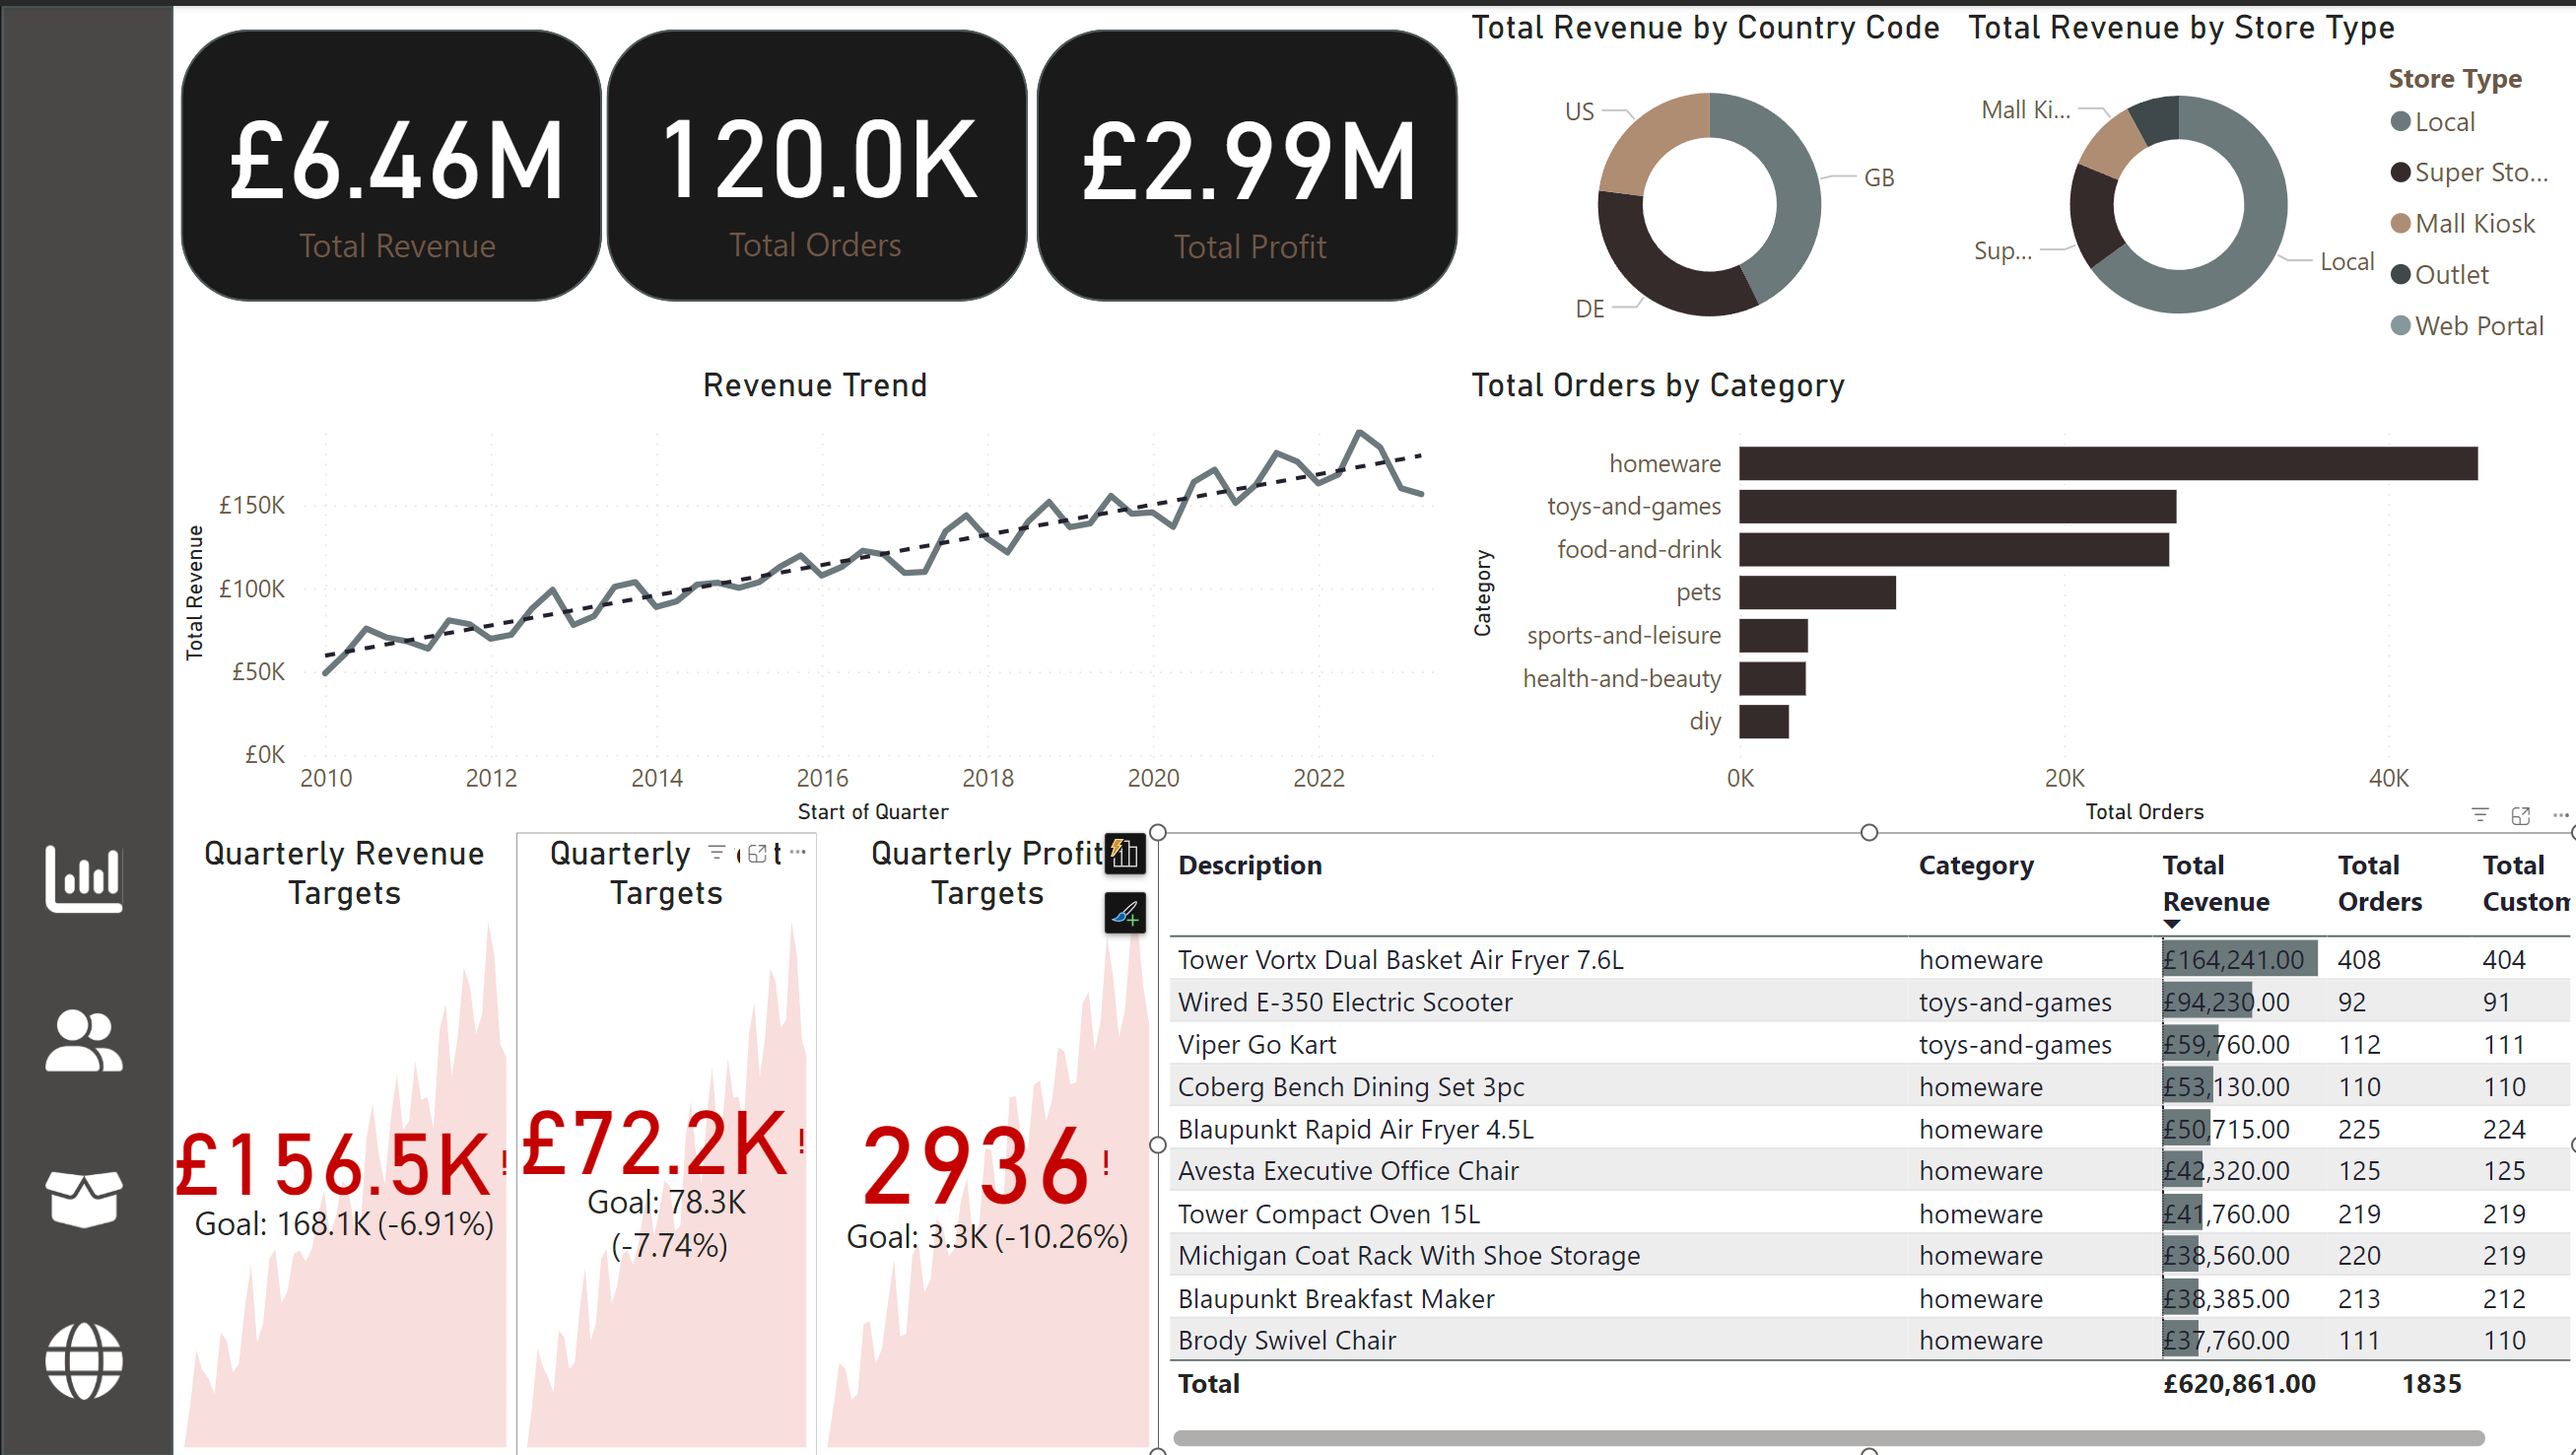 £6.46M
Total Revenue
120.0K
Total Orders
£2.99M
Total Profit
Total Revenue by Country Code
US
GB
DE
Total Revenue by Store Type
Mall Ki...
Sup...
Local
Store Type
Local
Super Sto...
Mall Kiosk
Outlet
Web Portal
Revenue Trend
Total Revenue
£150K
£100K
£50K
£0K
2010 2012 2014 2016 2018 2020 2022
Start of Quarter
Total Orders by Category
Category
homeware
toys-and-games
food-and-drink
pets
sports-and-leisure
health-and-beauty
diy
0K 20K 40K
Total Orders
Quarterly Revenue
Targets
£156.5K !
Goal: 168.1K (-6.91%)
Quarterly
Targets
£72.2K !
Goal: 78.3K
(-7.74%)
Quarterly Profit
Targets
2936 !
Goal: 3.3K (-10.26%)
Description Category Total Revenue Total Orders Total Custom
Tower Vortx Dual Basket Air Fryer 7.6L homeware £164,241.00 408 404
Wired E-350 Electric Scooter toys-and-games £94,230.00 92 91
Viper Go Kart toys-and-games £59,760.00 112 111
Coberg Bench Dining Set 3pc homeware £53,130.00 110 110
Blaupunkt Rapid Air Fryer 4.5L homeware £50,715.00 225 224
Avesta Executive Office Chair homeware £42,320.00 125 125
Tower Compact Oven 15L homeware £41,760.00 219 219
Michigan Coat Rack With Shoe Storage homeware £38,560.00 220 219
Blaupunkt Breakfast Maker homeware £38,385.00 213 212
Brody Swivel Chair homeware £37,760.00 111 110
Total £620,861.00 1835